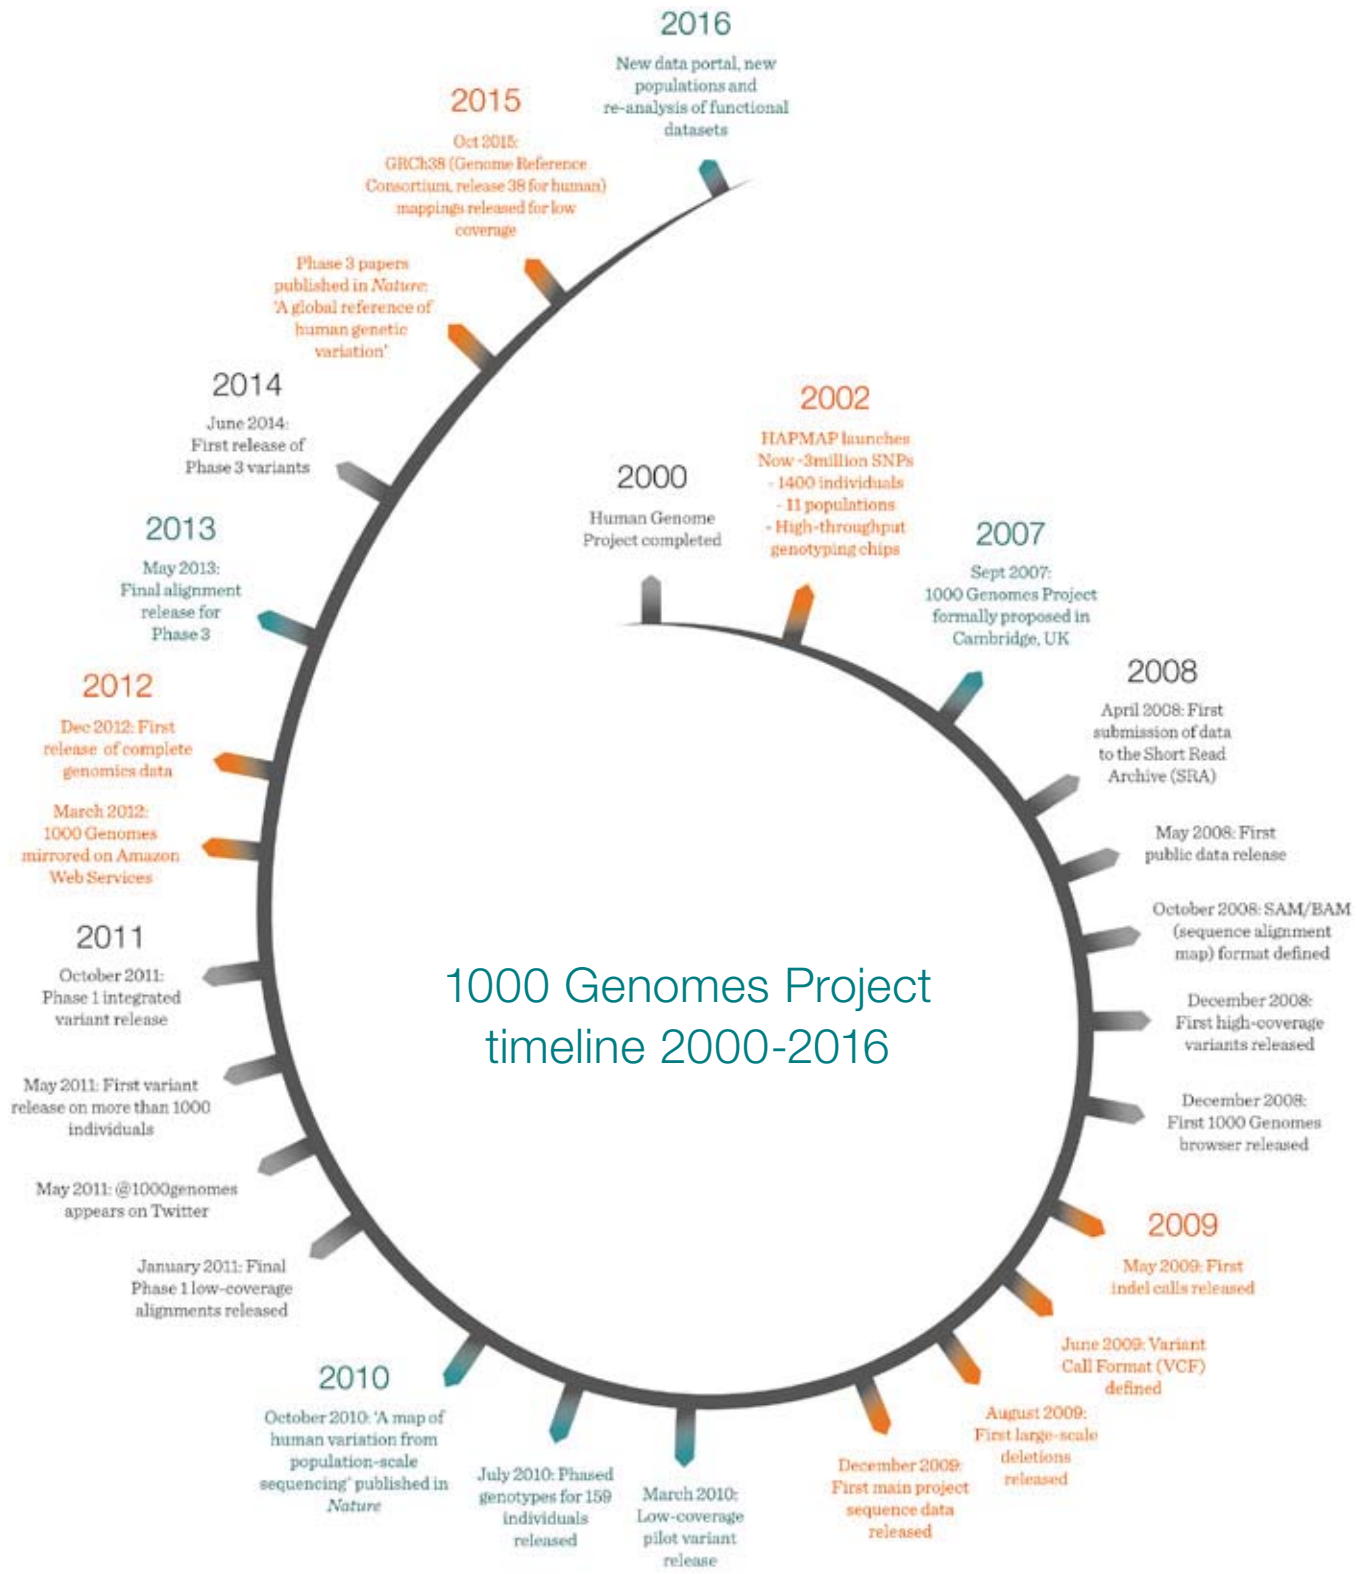 1000 Genomes Project
timeline 2000-2016
2000
Human Genome
Project completed
2002
HAPMAP launches
Now ~3million SNPs
- 1400 individuals
- 11 populations
- High-throughput
genotyping chips
2007
Sept 2007:
1000 Genomes Project
formally proposed in
Cambridge, UK
2008
April 2008: First
submission of data
to the Short Read
Archive (SRA)
May 2008: First
public data release
October 2008: SAM/BAM
(sequence alignment
map) format defined
December 2008:
First high-coverage
variants released
December 2008:
First 1000 Genomes
browser released
2009
May 2009: First
indel calls released
June 2009: Variant
Call Format (VCF)
defined
August 2009:
First large-scale
deletions
released
December 2009:
First main project
sequence data
released
March 2010:
Low-coverage
pilot variant
release
July 2010: Phased
genotypes for 159
individuals
released
2010
October 2010: 'A map of
human variation from
population-scale
sequencing' published in
Nature
January 2011: Final
Phase 1 low-coverage
alignments released
May 2011: @1000genomes
appears on Twitter
May 2011: First variant
release on more than 1000
individuals
2011
October 2011:
Phase 1 integrated
variant release
March 2012:
1000 Genomes
mirrored on Amazon
Web Services
2012
Dec 2012: First
release of complete
genomics data
2013
May 2013:
Final alignment
release for
Phase 3
2014
June 2014:
First release of
Phase 3 variants
Phase 3 papers
published in Nature:
'A global reference of
human genetic
variation'
2015
Oct 2015:
GRCh38 (Genome Reference
Consortium, release 38 for human)
mappings released for low
coverage
2016
New data portal, new
populations and
re-analysis of functional
datasets